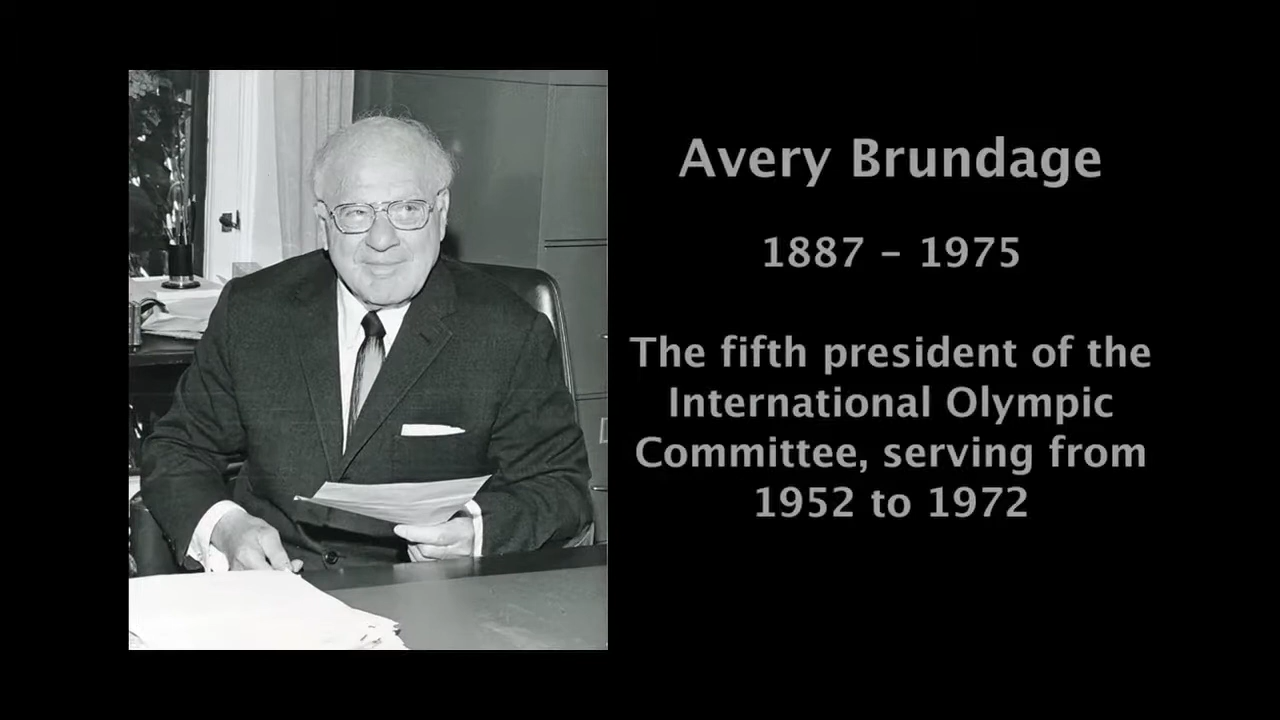 Avery Brundage
1887 – 1975
The fifth president of the
International Olympic
Committee, serving from
1952 to 1972